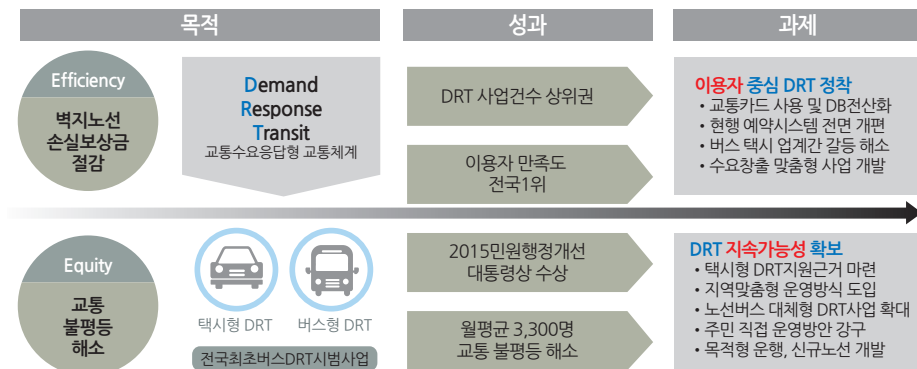 목적
성과
과제
Efficiency
벽지노선
손실보상금
절감
Demand
Response
Transit
교통수요응답형 교통체계
DRT 사업건수 상위권
이용자 만족도
전국1위
이용자 중심 DRT 정착
• 교통카드 사용 및 DB전산화
• 현행 예약시스템 전면 개편
• 버스 택시 업계간 갈등 해소
• 수요창출 맞춤형 사업 개발
Equity
교통
불평등
해소
택시형 DRT
버스형 DRT
전국최초버스DRT시범사업
2015민원행정개선
대통령상 수상
월평균 3,300명
교통 불평등 해소
DRT 지속가능성 확보
• 택시형 DRT지원근거 마련
• 지역맞춤형 운영방식 도입
• 노선버스 대체형 DRT사업 확대
• 주민 직접 운영방안 강구
• 목적형 운행, 신규노선 개발